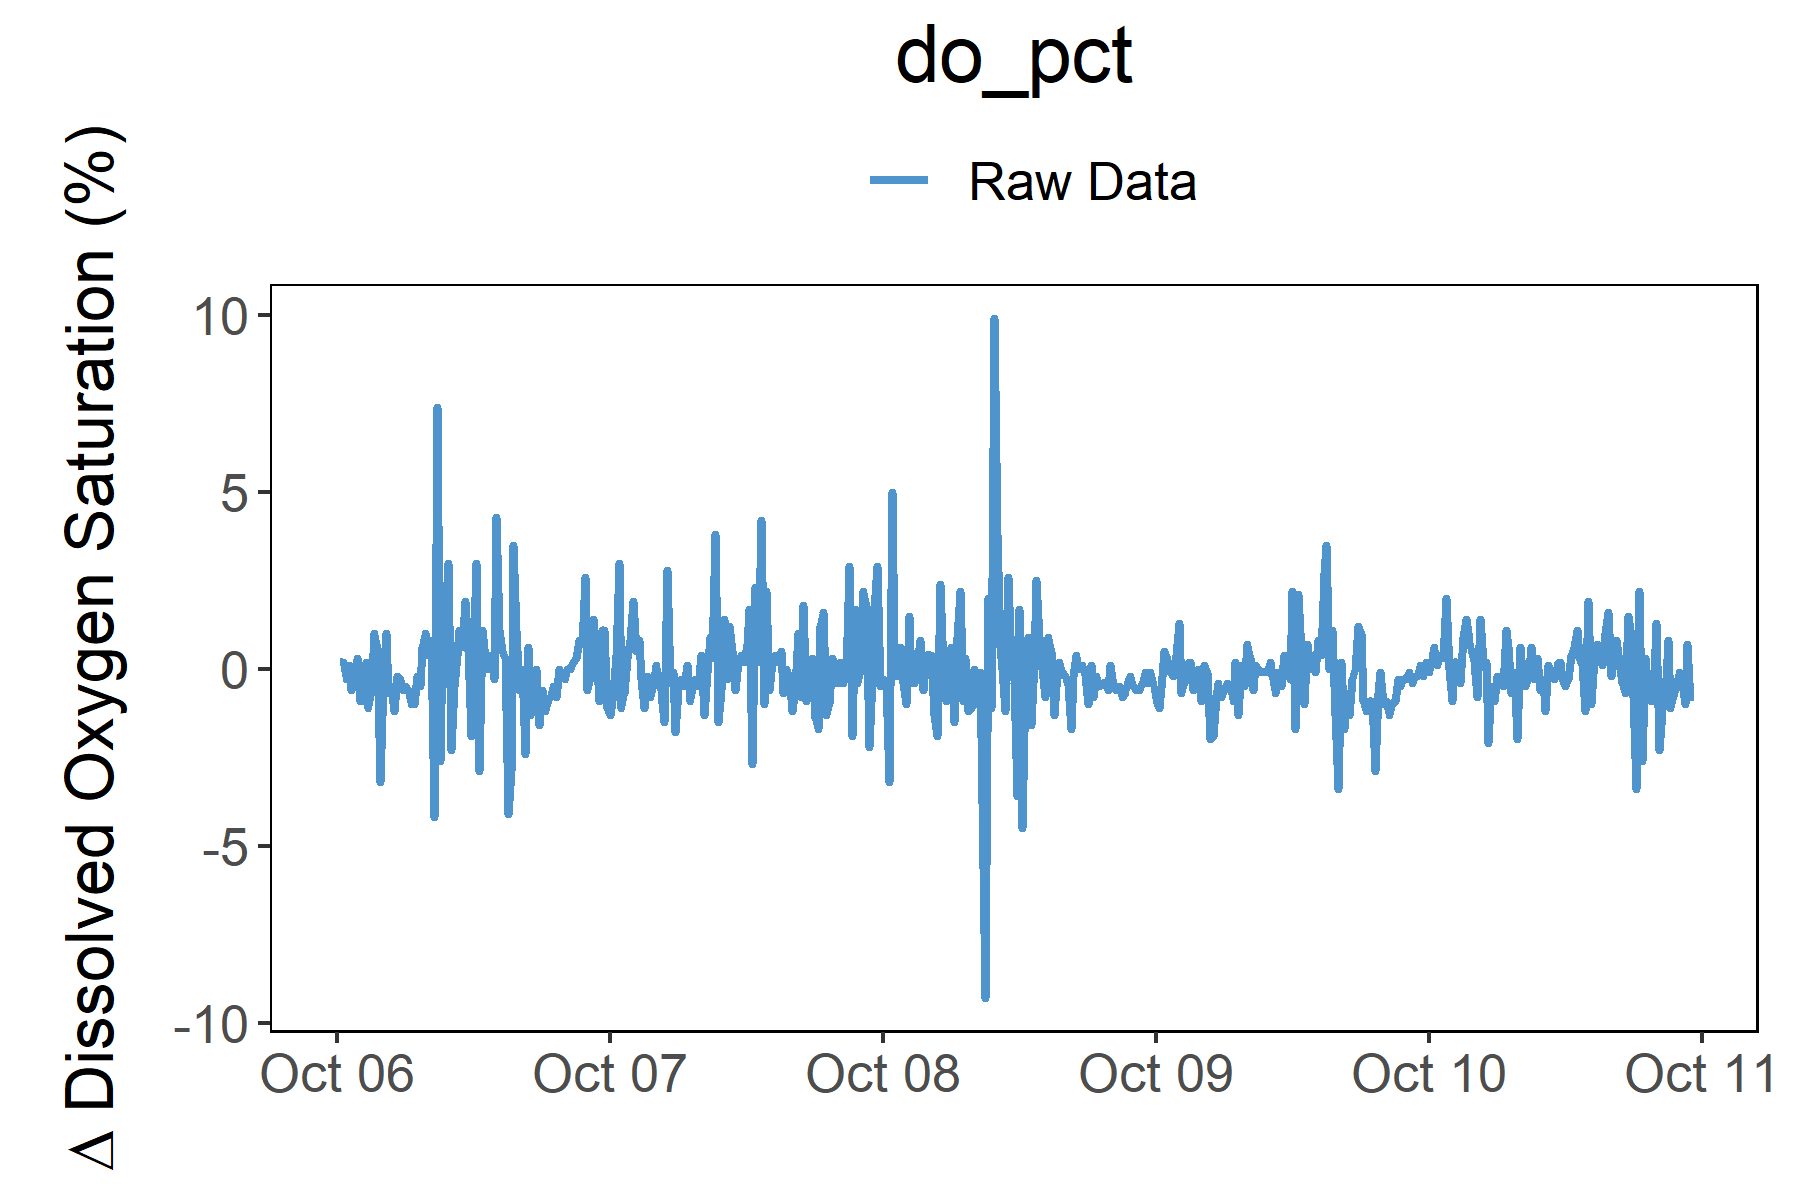 do_pct
Raw Data
Δ Dissolved Oxygen Saturation (%)
10
5
0
-5
-10
Oct 06 Oct 07 Oct 08 Oct 09 Oct 10 Oct 11